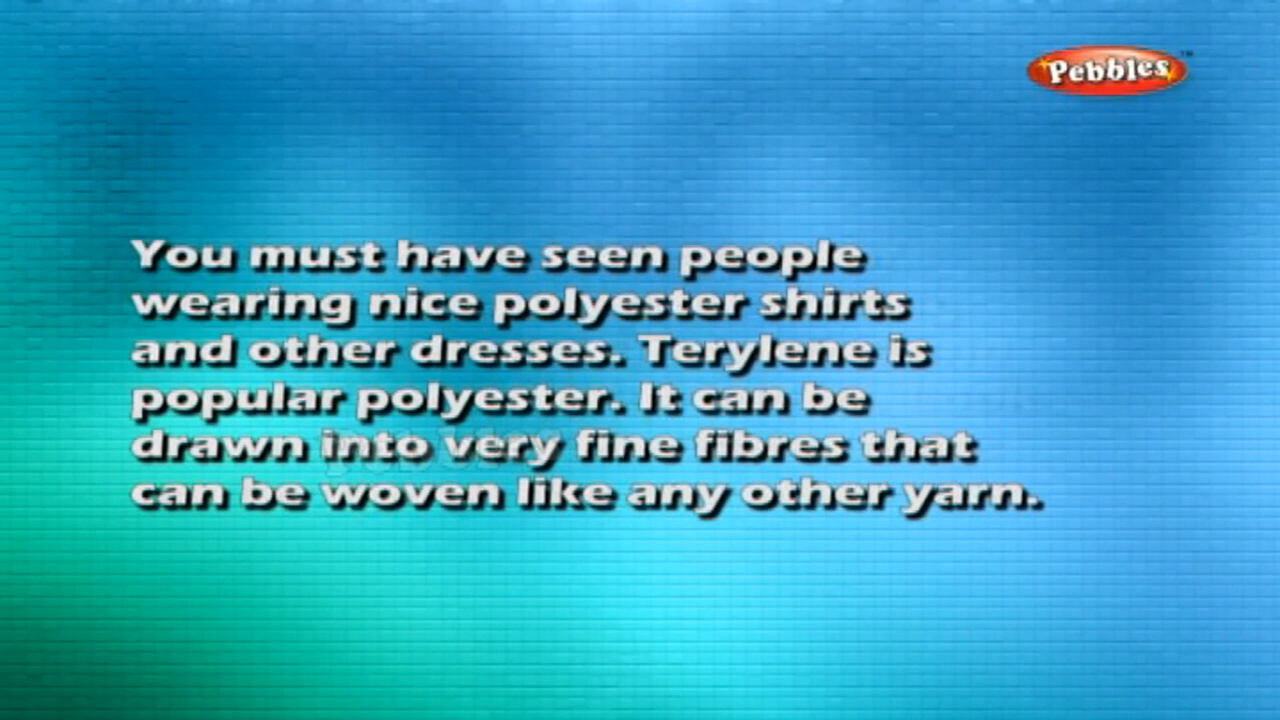 Pebbles™
You must have seen people
wearing nice polyester shirts
and other dresses. Terylene is
popular polyester. It can be
drawn into very fine fibres that
can be woven like any other yarn.
Pebbles